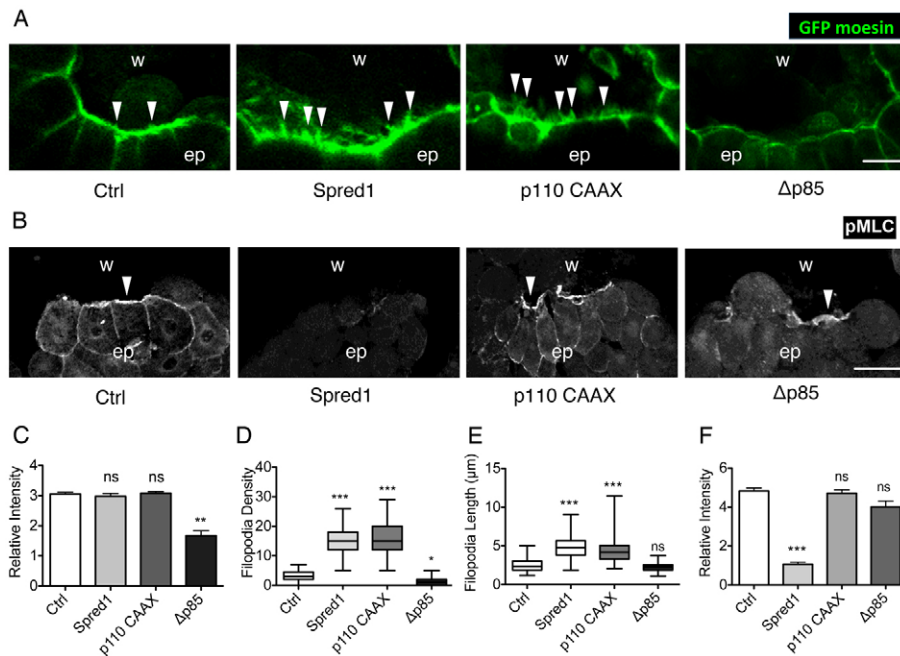 A
GFP moesin
w
w
w
w
ep
ep
ep
ep
Ctrl
Spred1
p110 CAAX
Δp85
B
pMLC
w
w
w
w
ep
ep
ep
ep
Ctrl
Spred1
p110 CAAX
Δp85
C
Relative Intensity
4
3
2
1
0
ns
ns
**
Ctrl
Spred1
p110 CAAX
Δp85
D
Filopodia Density
40
30
20
10
0
***
***
*
Ctrl
Spred1
p110 CAAX
Δp85
E
Filopodia Length (µm)
15
10
5
0
***
***
ns
Ctrl
Spred1
p110 CAAX
Δp85
F
Relative Intensity
6
4
2
0
***
ns
ns
Ctrl
Spred1
p110 CAAX
Δp85